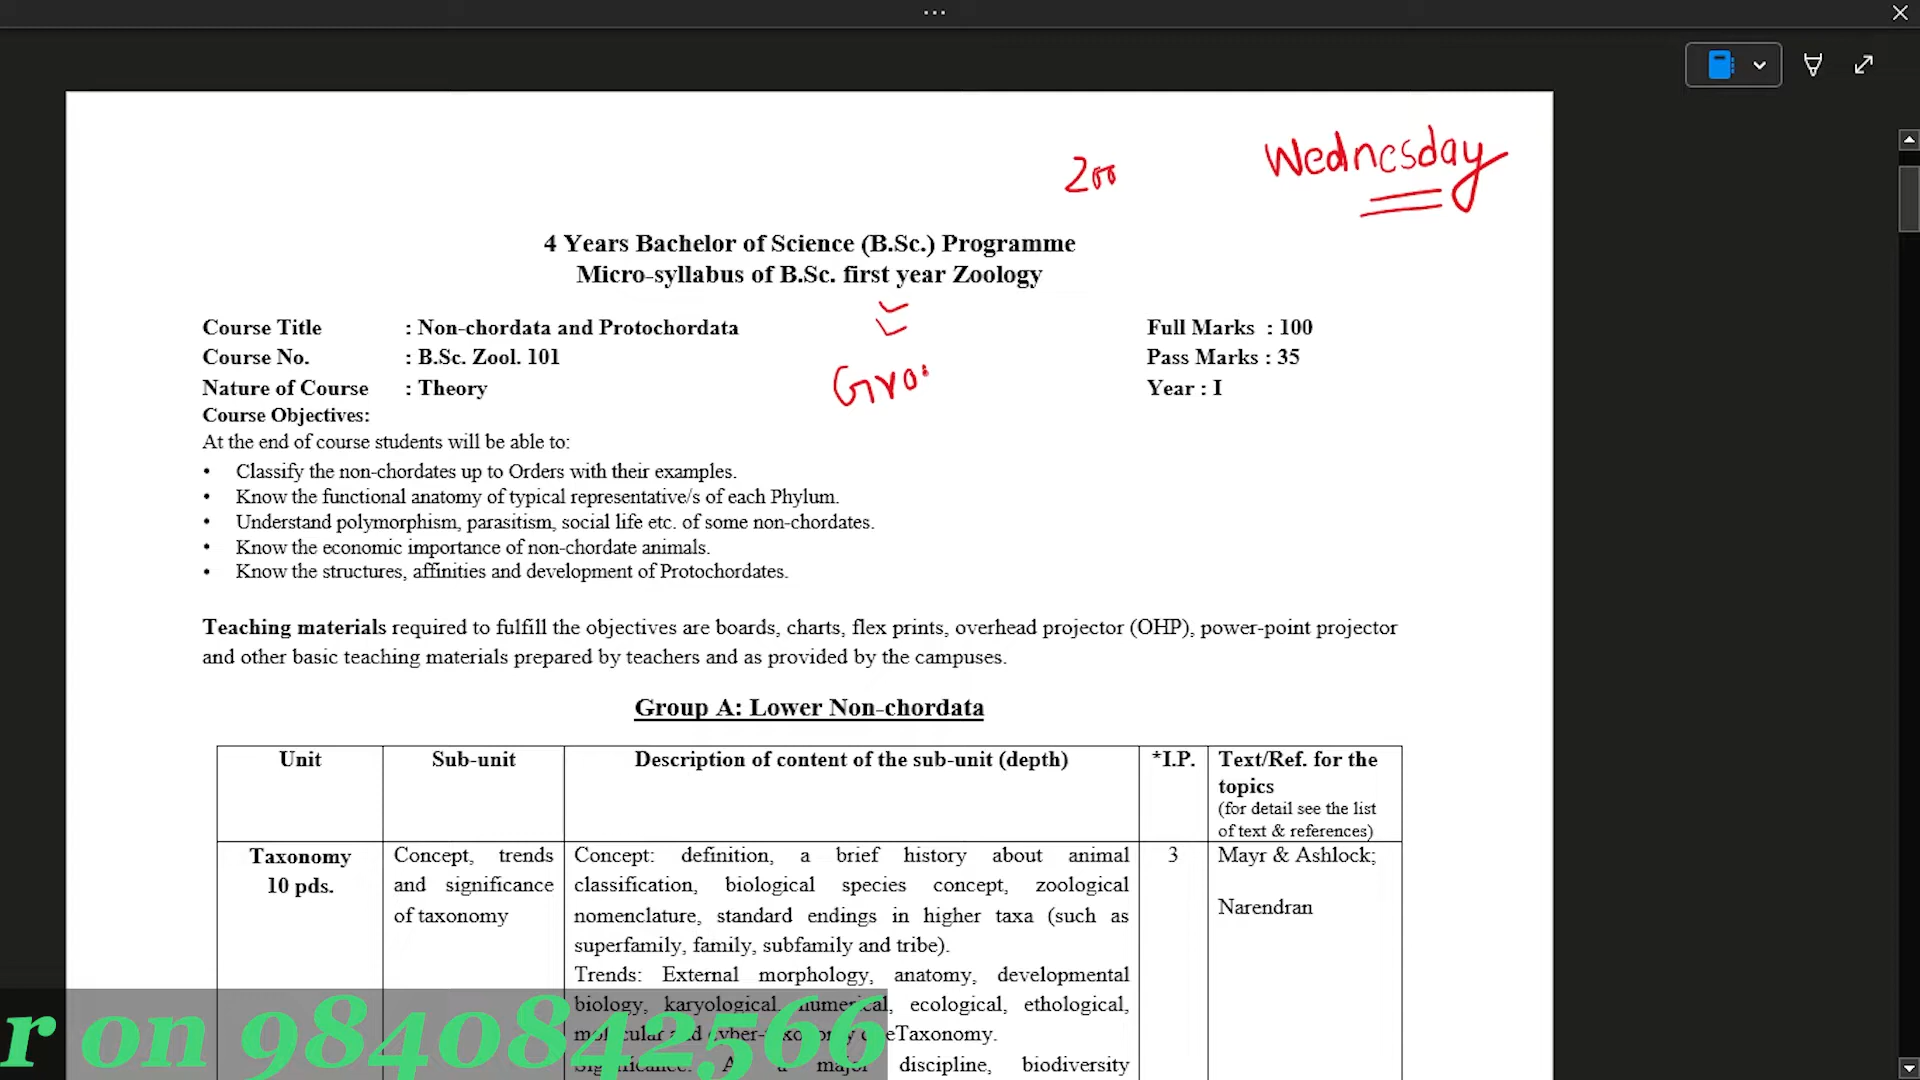 Wednesday
200
4 Years Bachelor of Science (B.Sc.) Programme
Micro-syllabus of B.Sc. first year Zoology
Course Title : Non-chordata and Protochordata Full Marks : 100
Course No. : B.Sc. Zool. 101 Pass Marks : 35
Gro
Nature of Course : Theory Year : I
Course Objectives:
At the end of course students will be able to:
• Classify the non-chordates up to Orders with their examples.
• Know the functional anatomy of typical representative/s of each Phylum.
• Understand polymorphism, parasitism, social life etc. of some non-chordates.
• Know the economic importance of non-chordate animals.
• Know the structures, affinities and development of Protochordates.
Teaching materials required to fulfill the objectives are boards, charts, flex prints, overhead projector (OHP), power-point projector
and other basic teaching materials prepared by teachers and as provided by the campuses.
Group A: Lower Non-chordata
Unit
Sub-unit
Description of content of the sub-unit (depth)
*I.P.
Text/Ref. for the
topics
(for detail see the list
of text & references)
Taxonomy
10 pds.
Concept, trends
and significance
of taxonomy
Concept: definition, a brief history about animal
classification, biological species concept, zoological
nomenclature, standard endings in higher taxa (such as
superfamily, family, subfamily and tribe).
Trends: External morphology, anatomy, developmental
biology, karyological, numerical, ecological, ethological,
molecular and cyber-taxonomy or eTaxonomy.
discipline, biodiversity
3
Mayr & Ashlock;
Narendran
r on 9840842566